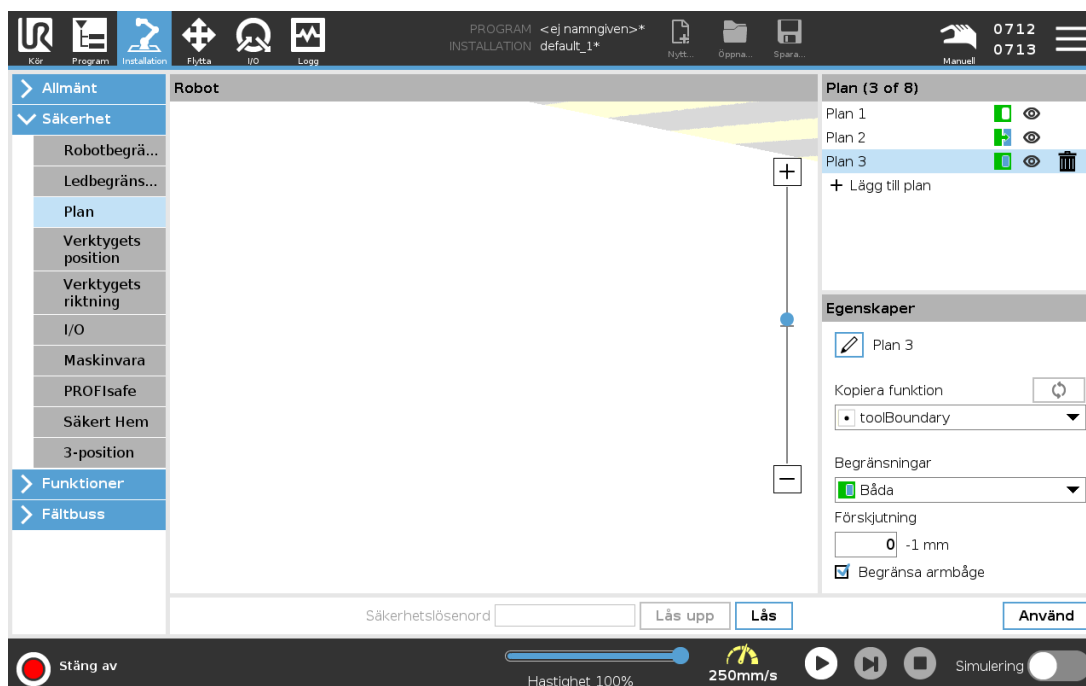 UR
PROGRAM <ej namngiven>*
INSTALLATION default_1*
Kör
Program
Installation
Flytta
I/O
Logg
Nytt...
Öppna...
Spara...
Manuell
0712
0713
Allmänt
Säkerhet
Robotbegrä...
Ledbegräns...
Plan
Verktygets
position
Verktygets
riktning
I/O
Maskinvara
PROFIsafe
Säkert Hem
3-position
Funktioner
Fältbuss
Robot
Plan (3 of 8)
Plan 1
Plan 2
Plan 3
+ Lägg till plan
Egenskaper
Plan 3
Kopiera funktion
toolBoundary
Begränsningar
Båda
Förskjutning
0 -1 mm
Begränsa armbåge
Säkerhetslösenord
Lås upp
Lås
Använd
Stäng av
Hastighet 100%
250mm/s
Simulering